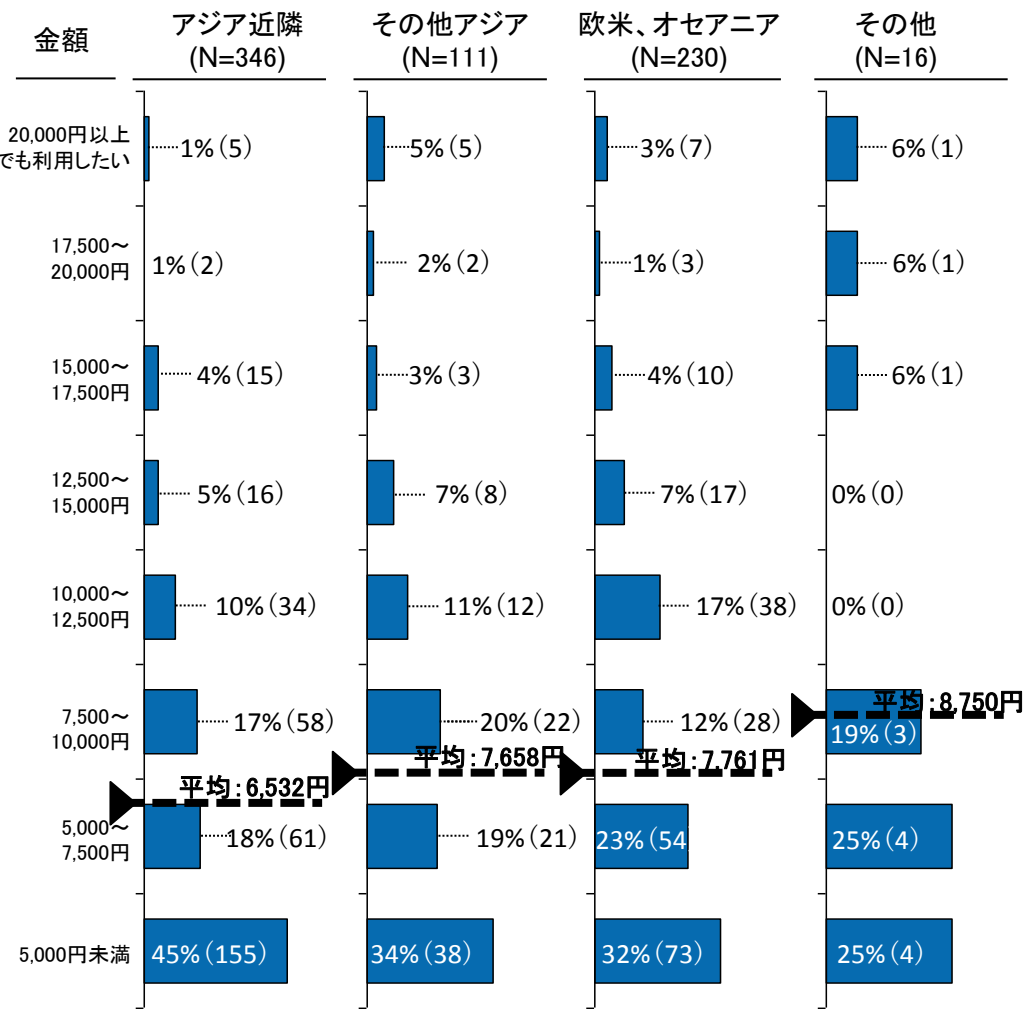 金額
アジア近隣
(N=346)
その他アジア
(N=111)
欧米、オセアニア
(N=230)
その他
(N=16)
20,000円以上
でも利用したい
1%(5)
5%(5)
3%(7)
6%(1)
17,500～
20,000円
1%(2)
2%(2)
1%(3)
6%(1)
15,000～
17,500円
4%(15)
3%(3)
4%(10)
6%(1)
12,500～
15,000円
5%(16)
7%(8)
7%(17)
0%(0)
10,000～
12,500円
10%(34)
11%(12)
17%(38)
0%(0)
7,500～
10,000円
17%(58)
20%(22)
12%(28)
平均：8,750円
19%(3)
平均：6,532円
平均：7,658円
平均：7,761円
5,000～
7,500円
18%(61)
19%(21)
23%(54
25%(4)
5,000円未満
45%(155)
34%(38)
32%(73)
25%(4)